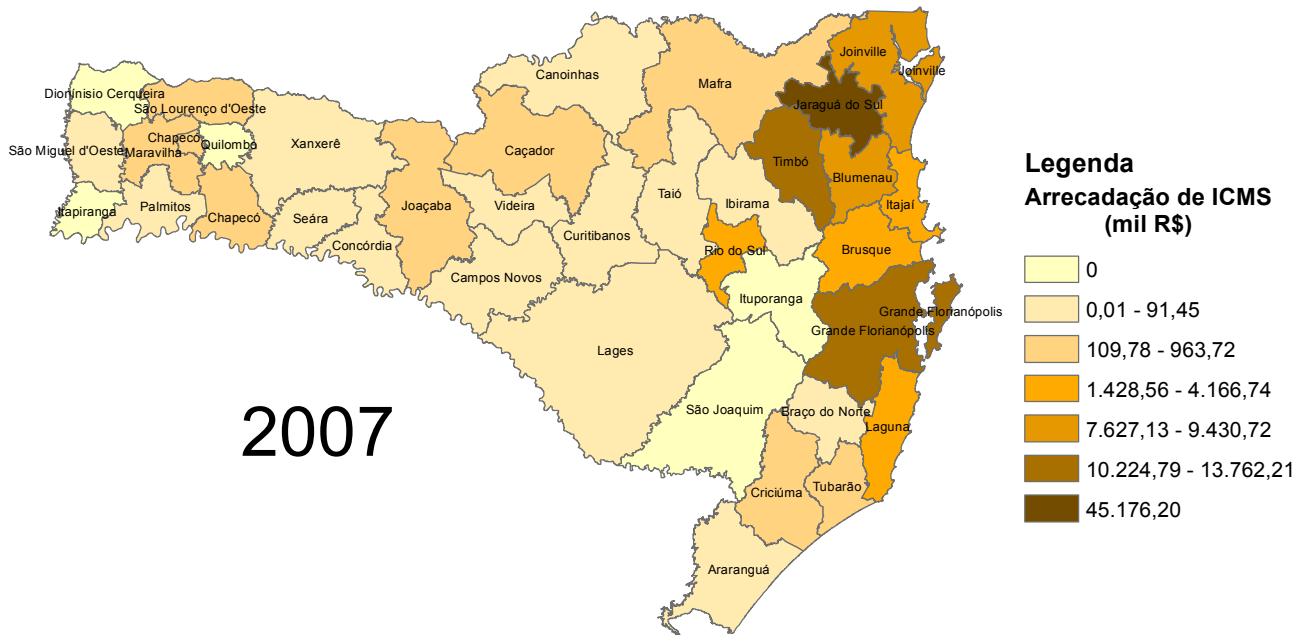 Canoinhas
Joinville
Joinville
Mafra
Dionínisio Cerqueira
São Lourenço d'Oeste
Jaraguá do Sul
Chapecó
Quilombo
Xanxerê
São Miguel d'Oeste
Maravilha
Caçador
Timbó
Blumenau
Taió
Ibirama
Itajaí
Itapiranga
Palmitos
Chapecó
Seára
Joaçaba
Videira
Curitibanos
Concórdia
Rio do Sul
Brusque
Campos Novos
Ituporanga
Grande Florianópolis
Grande Florianópolis
Lages
São Joaquim
Braço do Norte
Laguna
Criciúma
Tubarão
Araranguá
2007
Legenda
Arrecadação de ICMS
(mil R$)
0
0,01 - 91,45
109,78 - 963,72
1.428,56 - 4.166,74
7.627,13 - 9.430,72
10.224,79 - 13.762,21
45.176,20